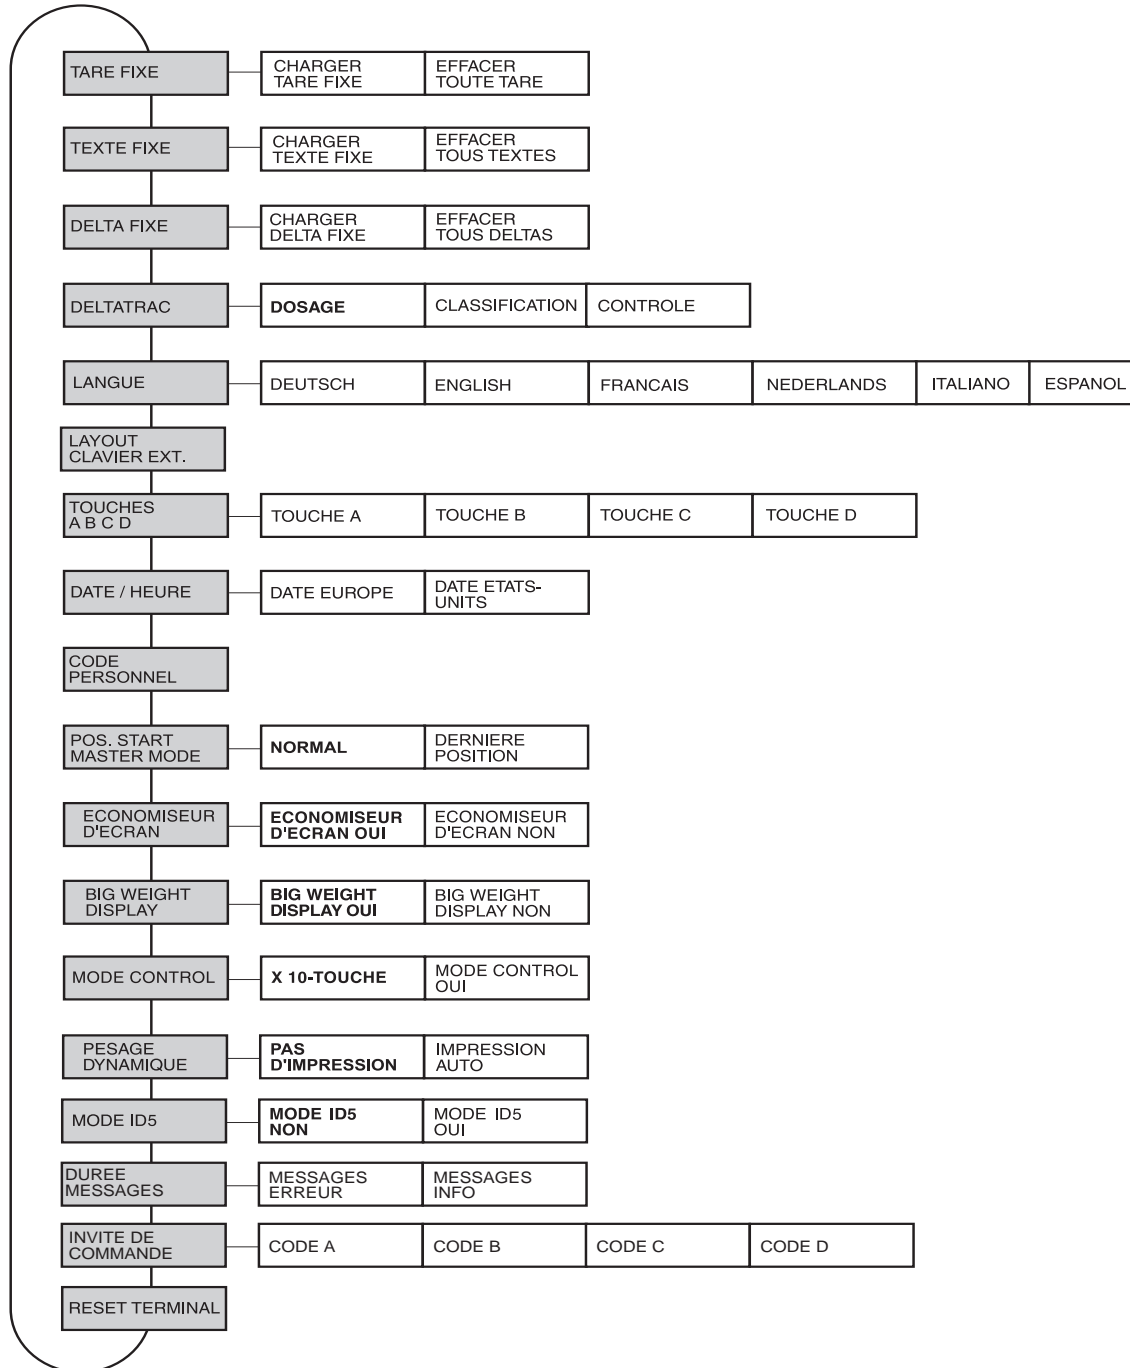 TARE FIXE
CHARGER
TARE FIXE
EFFACER
TOUTE TARE
TEXTE FIXE
CHARGER
TEXTE FIXE
EFFACER
TOUS TEXTES
DELTA FIXE
CHARGER
DELTA FIXE
EFFACER
TOUS DELTAS
DELTATRAC
DOSAGE
CLASSIFICATION
CONTROLE
LANGUE
DEUTSCH
ENGLISH
FRANCAIS
NEDERLANDS
ITALIANO
ESPANOL
LAYOUT
CLAVIER EXT.
TOUCHES
A B C D
TOUCHE A
TOUCHE B
TOUCHE C
TOUCHE D
DATE / HEURE
DATE EUROPE
DATE ETATS-
UNITS
CODE
PERSONNEL
POS. START
MASTER MODE
NORMAL
DERNIERE
POSITION
ECONOMISEUR
D'ECRAN
ECONOMISEUR
D'ECRAN OUI
ECONOMISEUR
D'ECRAN NON
BIG WEIGHT
DISPLAY
BIG WEIGHT
DISPLAY OUI
BIG WEIGHT
DISPLAY NON
MODE CONTROL
X 10-TOUCHE
MODE CONTROL
OUI
PESAGE
DYNAMIQUE
PAS
D'IMPRESSION
IMPRESSION
AUTO
MODE ID5
MODE ID5
NON
MODE ID5
OUI
DUREE
MESSAGES
MESSAGES
ERREUR
MESSAGES
INFO
INVITE DE
COMMANDE
CODE A
CODE B
CODE C
CODE D
RESET TERMINAL